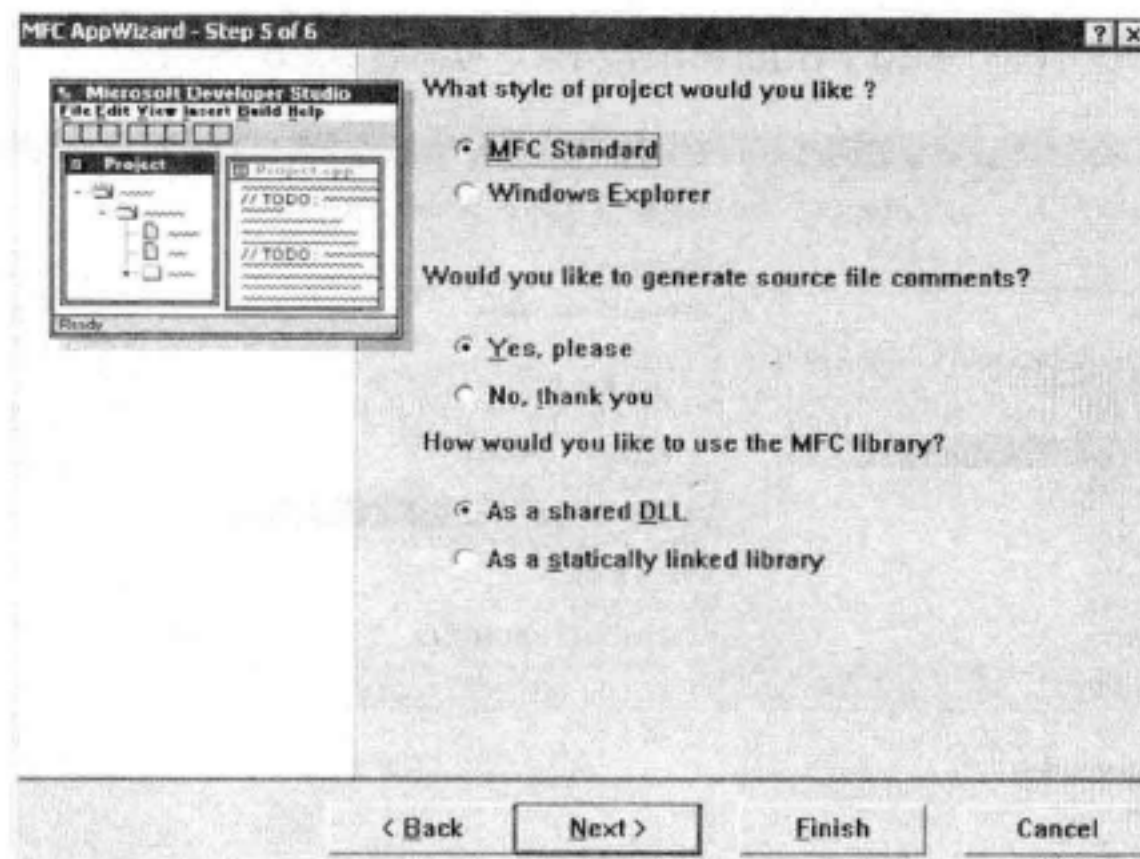 MFC AppWizard - Step 5 of 6
? x
Microsoft Developer Studio
File Edit View Insert Build Help
Project
Project.cpp
// TODO:
// TODO:
Ready
What style of project would you like ?
MFC Standard
Windows Explorer
Would you like to generate source file comments?
Yes, please
No, thank you
How would you like to use the MFC library?
As a shared DLL
As a statically linked library
< Back
Next >
Finish
Cancel